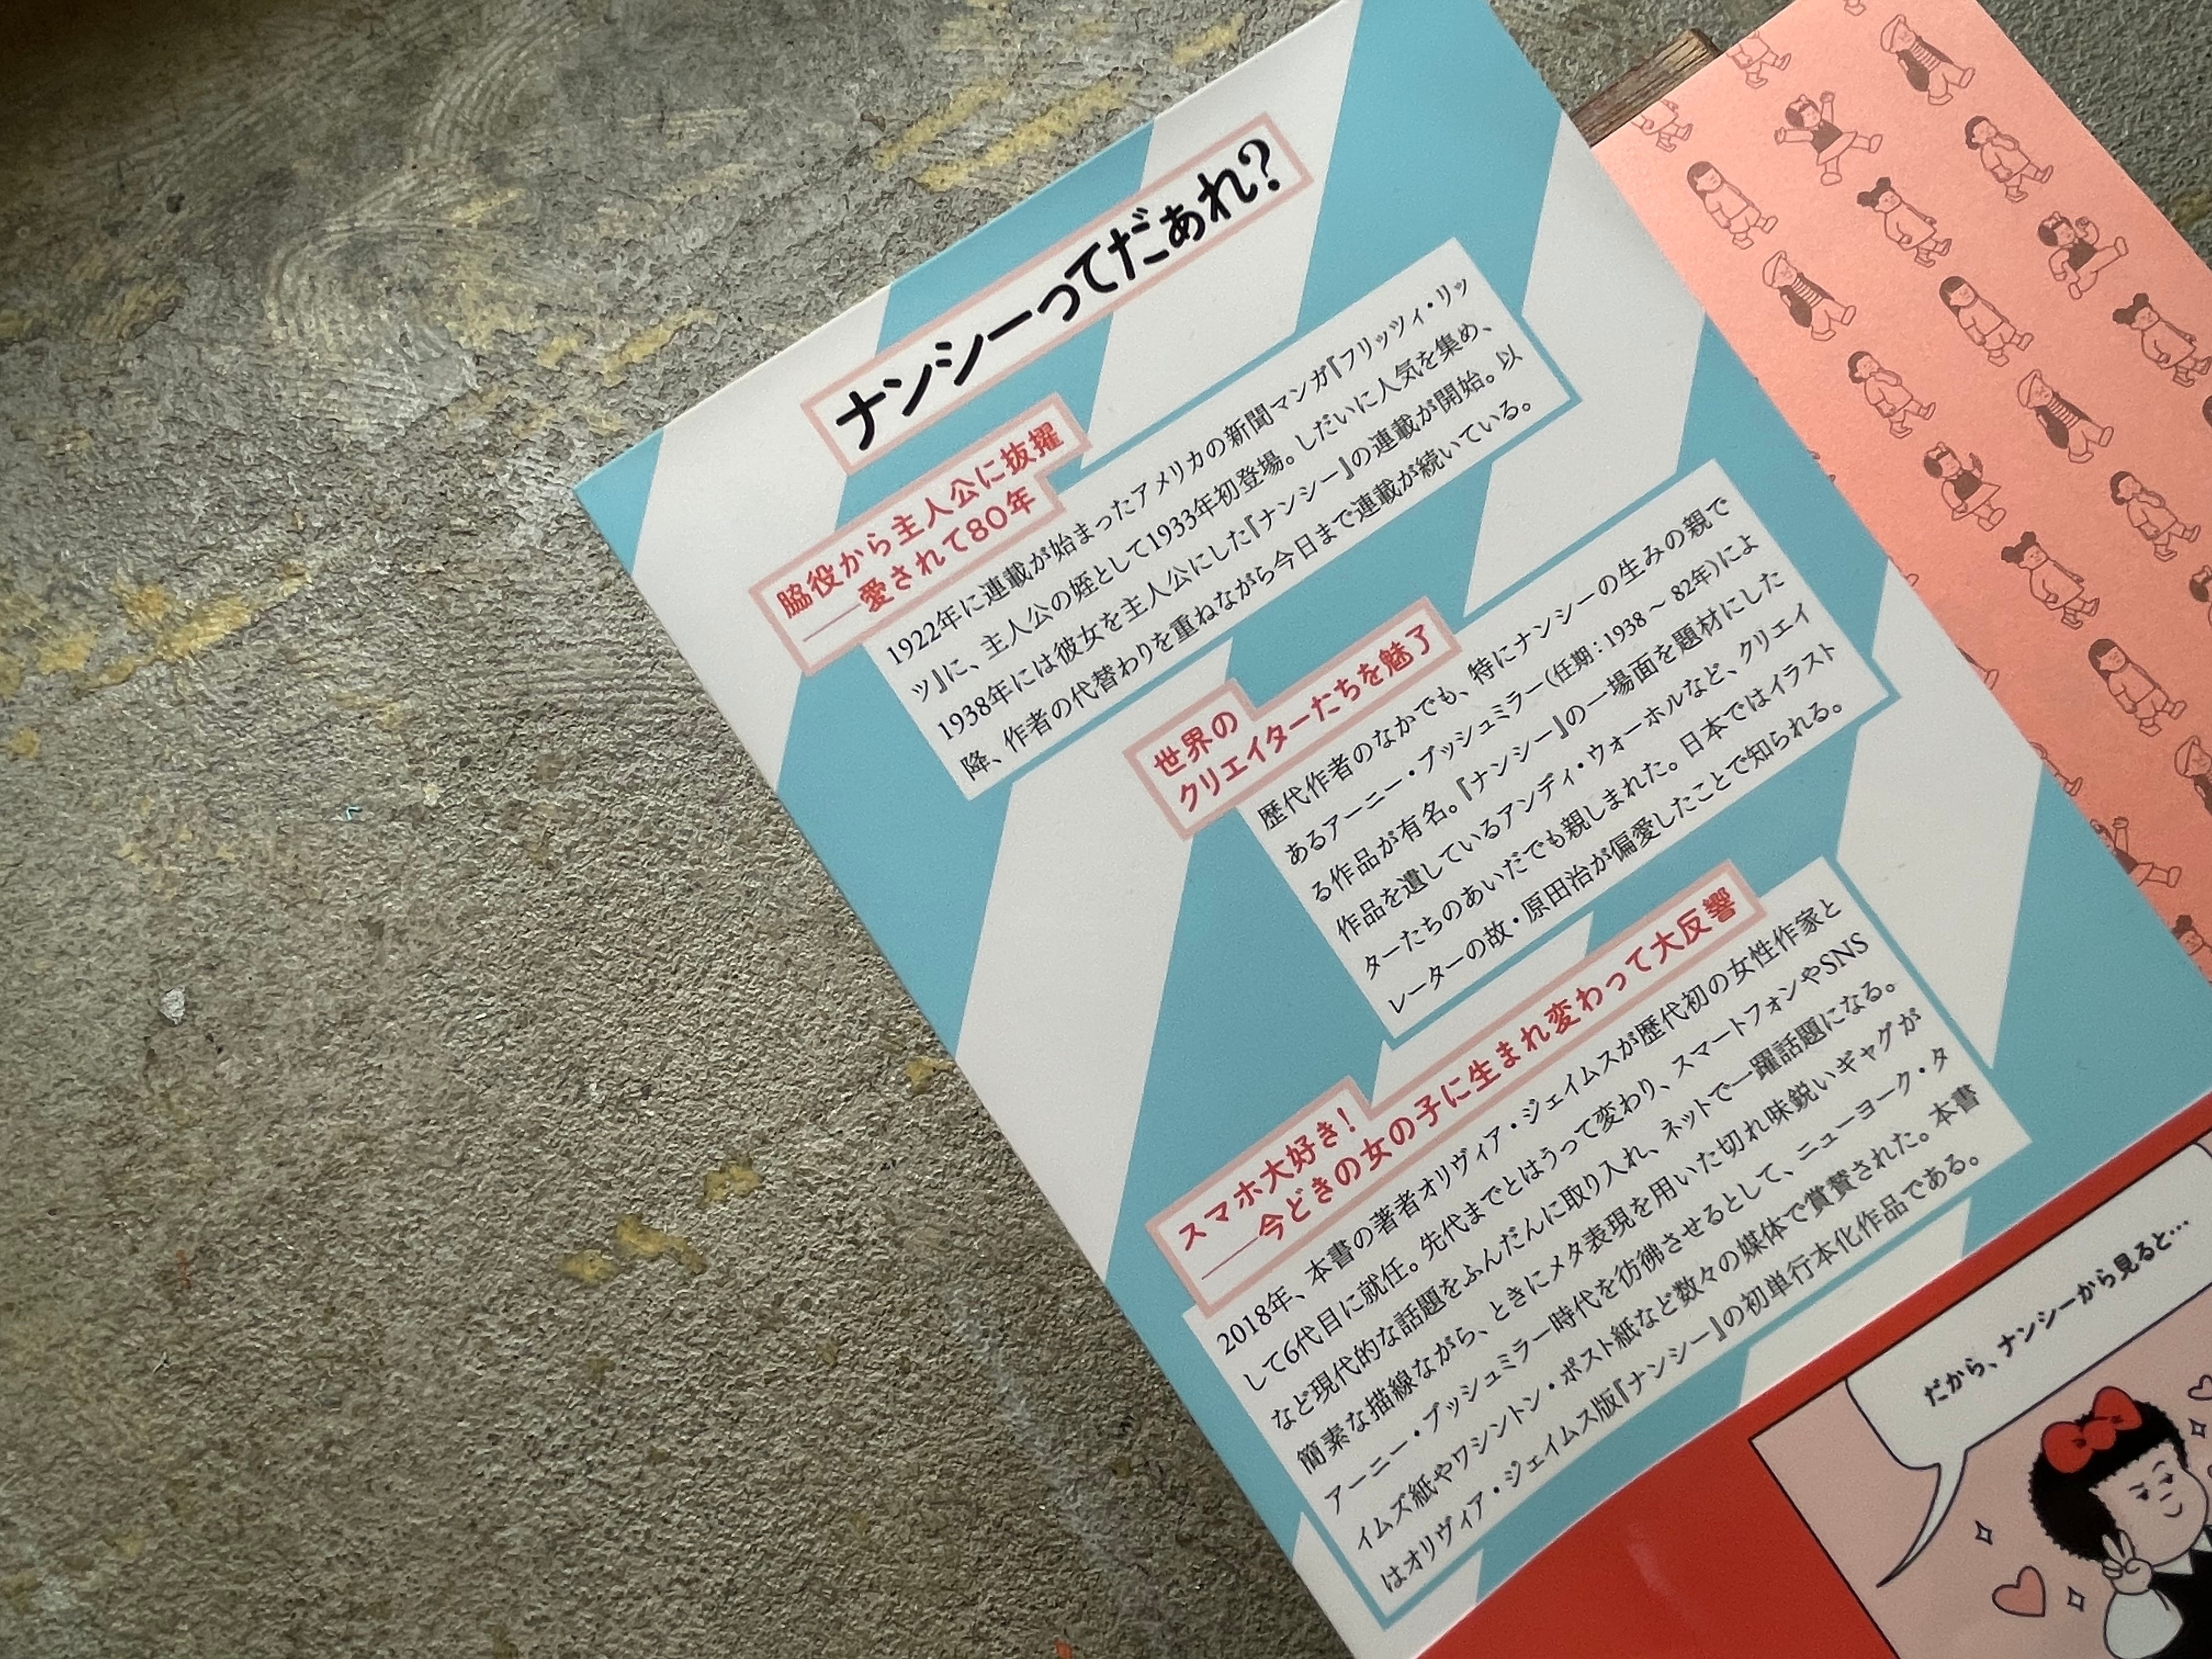 ナンシーってだぁれ?
脇役から主人公に抜擢
――愛されて80年
1922年に連載が始まったアメリカの新聞マンガ『フリッツィ・リッ
ツ』に、主人公の姪として1933年初登場。しだいに人気を集め、
1938年には彼女を主人公にした『ナンシー』の連載が開始。以
降、作者の代替わりを重ねながら今日まで連載が続いている。
世界の
クリエイターたちを魅了
歴代作者のなかでも、特にナンシーの生みの親で
あるアーニー・ブッシュミラー(任期:1938〜82年)によ
る作品が有名。『ナンシー』の一場面を題材にした
作品を遺しているアンディ・ウォーホルなど、クリエイ
ターたちのあいだでも親しまれた。日本ではイラスト
レーターの故・原田治が偏愛したことで知られる。
スマホ大好き!
――今どきの女の子に生まれ変わって大反響
2018年、本書の著者オリヴィア・ジェイムスが歴代初の女性作家と
して6代目に就任。先代までとはうって変わり、スマートフォンやSNS
など現代的な話題をふんだんに取り入れ、ネットで一躍話題になる。
簡素な描線ながら、ときにメタ表現を用いた切れ味鋭いギャグが
アーニー・ブッシュミラー時代を彷彿させるとして、ニューヨーク・タ
イムズ紙やワシントン・ポスト紙など数々の媒体で賞賛された。本書
はオリヴィア・ジェイムス版『ナンシー』の初単行本化作品である。
だから、ナンシーから見ると…